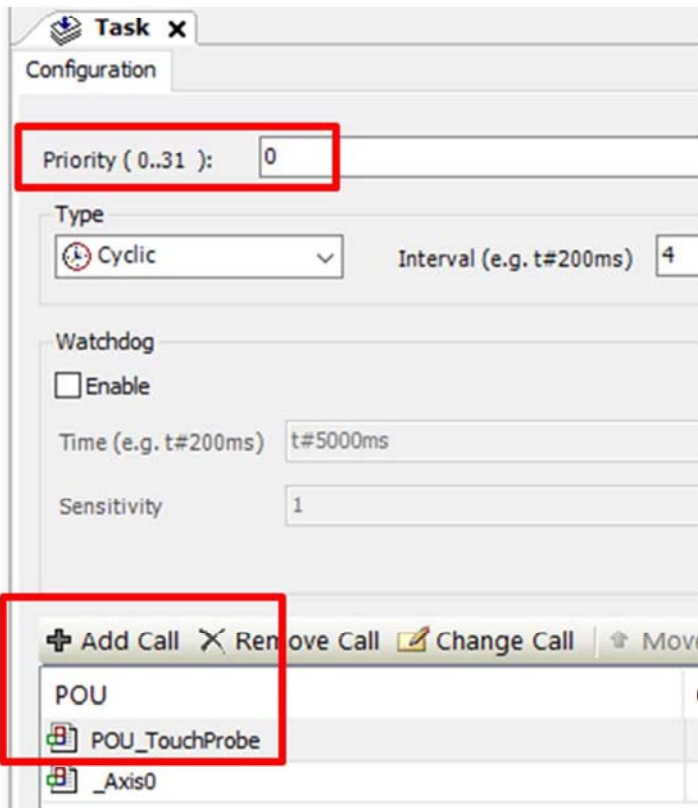 Task
Configuration
Priority ( 0..31 ): 0
Type
Cyclic Interval (e.g. t#200ms) 4
Watchdog
Enable
Time (e.g. t#200ms) t#5000ms
Sensitivity 1
Add Call Remove Call Change Call Move
POU
POU_TouchProbe
_Axis0